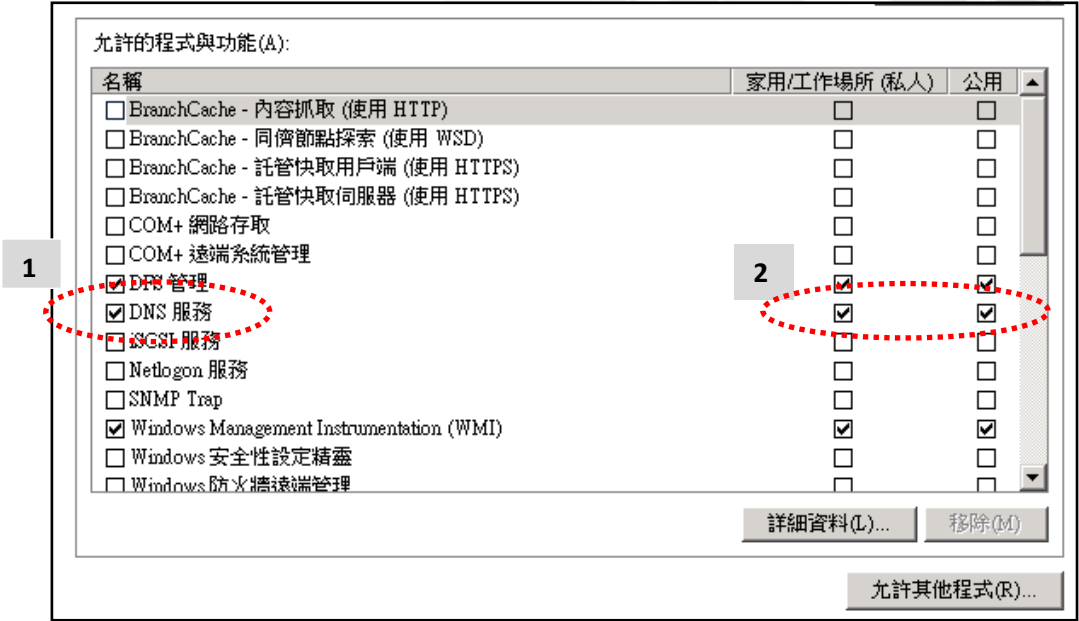 允許的程式與功能(A):
名稱 家用/工作場所 (私人) 公用
BranchCache - 內容抓取 (使用 HTTP)
BranchCache - 同儕節點探索 (使用 WSD)
BranchCache - 託管快取用戶端 (使用 HTTPS)
BranchCache - 託管快取伺服器 (使用 HTTPS)
COM+ 網路存取
COM+ 遠端系統管理
1
2
DFS 管理
DNS 服務
iSCSI 服務
Netlogon 服務
SNMP Trap
Windows Management Instrumentation (WMI)
Windows 安全性設定精靈
Windows 防火牆遠端管理
詳細資料(L)... 移除(M)
允許其他程式(R)...